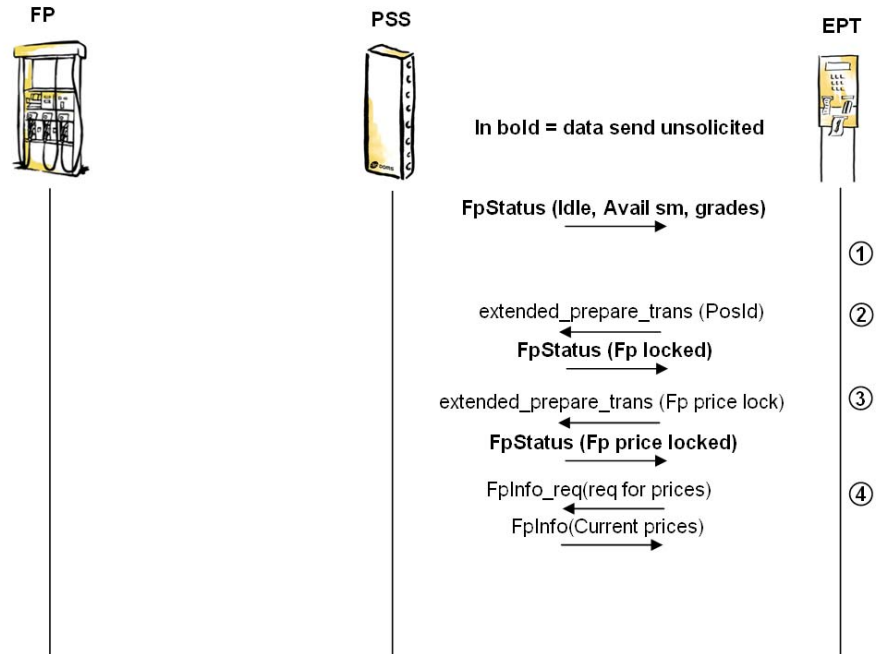 FP
PSS
EPT
In bold = data send unsolicited
doms
FpStatus (Idle, Avail sm, grades)
1
extended_prepare_trans (PosId)
2
FpStatus (Fp locked)
extended_prepare_trans (Fp price lock)
3
FpStatus (Fp price locked)
FpInfo_req(req for prices)
4
FpInfo(Current prices)